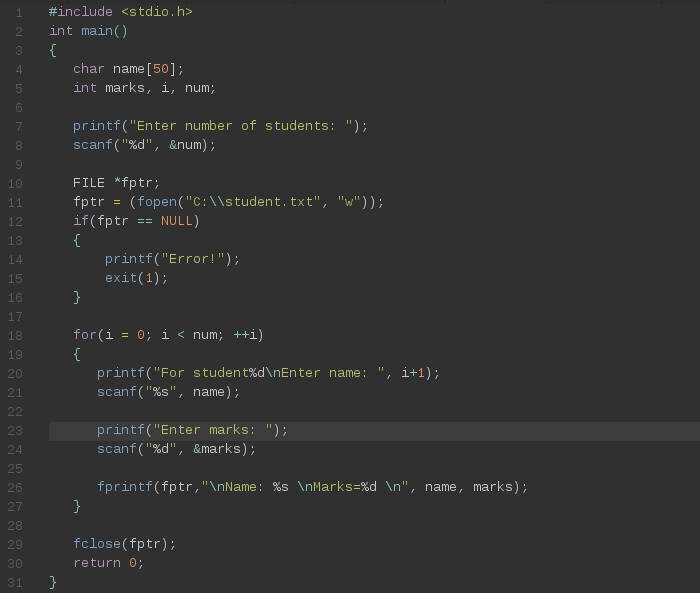 1 #include <stdio.h>
2 int main()
3 {
4    char name[50];
5    int marks, i, num;
6
7    printf("Enter number of students: ");
8    scanf("%d", &num);
9
10    FILE *fptr;
11    fptr = (fopen("C:\\student.txt", "w"));
12    if(fptr == NULL)
13    {
14        printf("Error!");
15        exit(1);
16    }
17
18    for(i = 0; i < num; ++i)
19    {
20       printf("For student%d\nEnter name: ", i+1);
21       scanf("%s", name);
22
23       printf("Enter marks: ");
24       scanf("%d", &marks);
25
26       fprintf(fptr,"\nName: %s \nMarks=%d \n", name, marks);
27    }
28
29    fclose(fptr);
30    return 0;
31 }